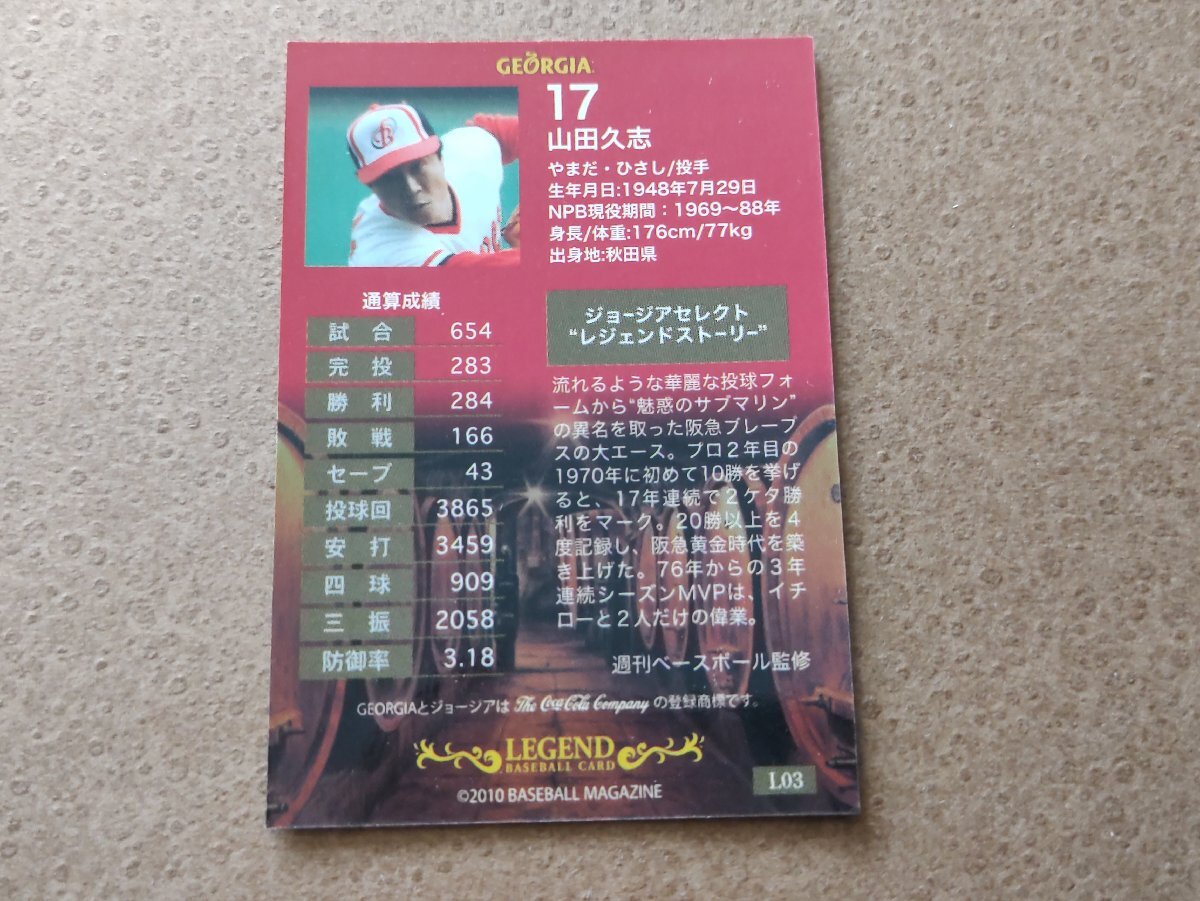 GEORGIA
17
山田久志
やまだ・ひさし/投手
生年月日:1948年7月29日
NPB現役期間：1969〜88年
身長/体重:176cm/77kg
出身地:秋田県
通算成績
試合 654
完投 283
勝利 284
敗戦 166
セーブ 43
投球回 3865
安打 3459
四球 909
三振 2058
防御率 3.18
ジョージアセレクト
“レジェンドストーリー”
流れるような華麗な投球フォ
ームから“魅惑のサブマリン”
の異名を取った阪急ブレーブ
スの大エース。プロ２年目の
1970年に初めて10勝を挙げ
ると、17年連続で２ケタ勝
利をマーク。20勝以上を４
度記録し、阪急黄金時代を築
き上げた。76年からの３年
連続シーズンMVPは、イチ
ローと２人だけの偉業。
週刊ベースボール監修
GEORGIAとジョージアは The Coca-Cola Company の登録商標です。
LEGEND
BASEBALL CARD
©2010 BASEBALL MAGAZINE
L03